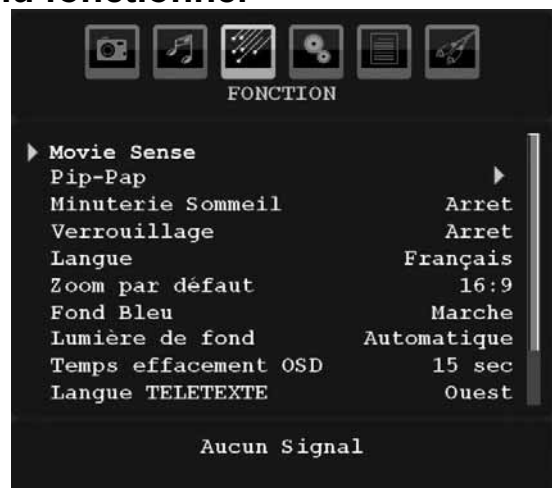 FONCTION
Movie Sense
Pip-Pap
Minuterie Sommeil Arret
Verrouillage Arret
Langue Français
Zoom par défaut 16:9
Fond Bleu Marche
Lumière de fond Automatique
Temps effacement OSD 15 sec
Langue TELETEXTE Ouest
Aucun Signal